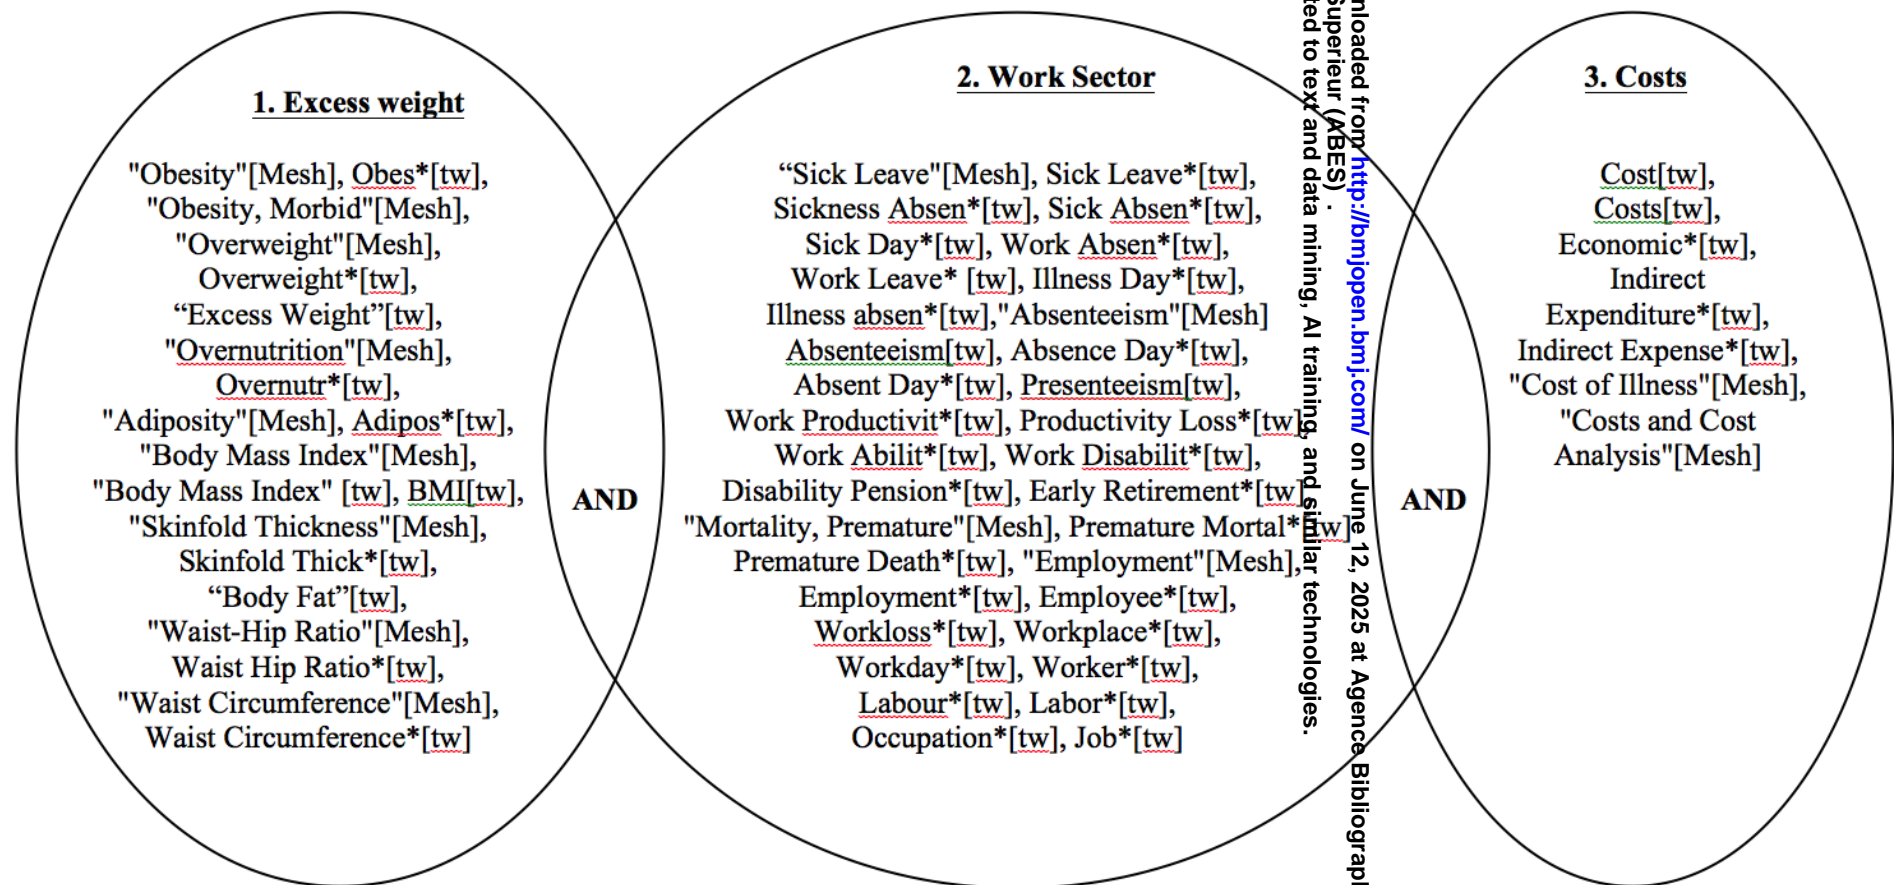 1. Excess weight
"Obesity"[Mesh], Obes*[tw],
"Obesity, Morbid"[Mesh],
"Overweight"[Mesh],
Overweight*[tw],
“Excess Weight”[tw],
"Overnutrition"[Mesh],
Overnutr*[tw],
"Adiposity"[Mesh], Adipos*[tw],
"Body Mass Index"[Mesh],
"Body Mass Index" [tw], BMI[tw],
"Skinfold Thickness"[Mesh],
Skinfold Thick*[tw],
“Body Fat”[tw],
"Waist-Hip Ratio"[Mesh],
Waist Hip Ratio*[tw],
"Waist Circumference"[Mesh],
Waist Circumference*[tw]
AND
2. Work Sector
“Sick Leave"[Mesh], Sick Leave*[tw],
Sickness Absen*[tw], Sick Absen*[tw],
Sick Day*[tw], Work Absen*[tw],
Work Leave* [tw], Illness Day*[tw],
Illness absen*[tw],"Absenteeism"[Mesh]
Absenteeism[tw], Absence Day*[tw],
Absent Day*[tw], Presenteeism[tw],
Work Productivit*[tw], Productivity Loss*[tw],
Work Abilit*[tw], Work Disabilit*[tw],
Disability Pension*[tw], Early Retirement*[tw]
"Mortality, Premature"[Mesh], Premature Mortal*[tw]
Premature Death*[tw], "Employment"[Mesh],
Employment*[tw], Employee*[tw],
Workloss*[tw], Workplace*[tw],
Workday*[tw], Worker*[tw],
Labour*[tw], Labor*[tw],
Occupation*[tw], Job*[tw]
AND
3. Costs
Cost[tw],
Costs[tw],
Economic*[tw],
Indirect
Expenditure*[tw],
Indirect Expense*[tw],
"Cost of Illness"[Mesh],
"Costs and Cost
Analysis"[Mesh]
nloaded from http://bmjopen.bmj.com/ on June 12, 2025 at Agence Bibliograp
Superieur (ABES) .
ted to text and data mining, AI training, and similar technologies.